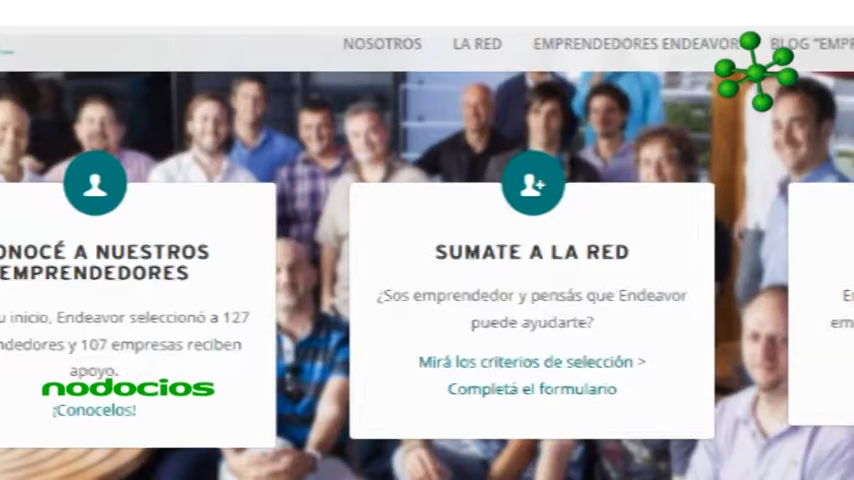 NOSOTROS LA RED EMPRENDEDORES ENDEAVOR BLOG "EMPR
ONOCÉ A NUESTROS
EMPRENDEDORES
u inicio, Endeavor seleccionó a 127
ndedores y 107 empresas reciben
apoyo.
nodocios
¡Conocelos!
SUMATE A LA RED
¿Sos emprendedor y pensás que Endeavor
puede ayudarte?
Mirá los criterios de selección >
Completá el formulario